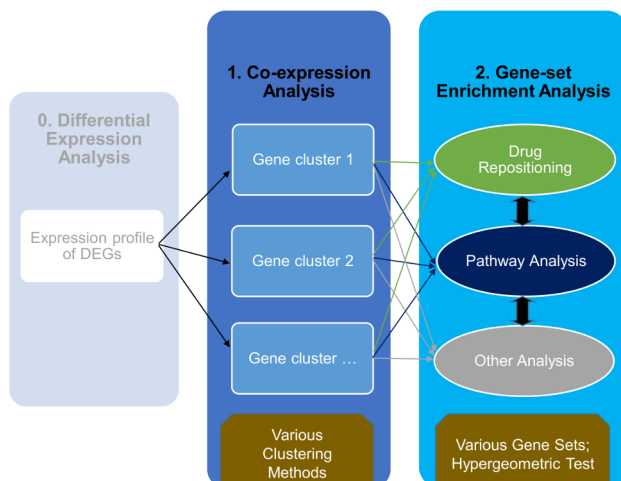 0. Differential
Expression
Analysis
Expression profile
of DEGs
1. Co-expression
Analysis
Gene cluster 1
Gene cluster 2
Gene cluster ...
Various
Clustering
Methods
2. Gene-set
Enrichment Analysis
Drug
Repositioning
Pathway Analysis
Other Analysis
Various Gene Sets;
Hypergeometric Test